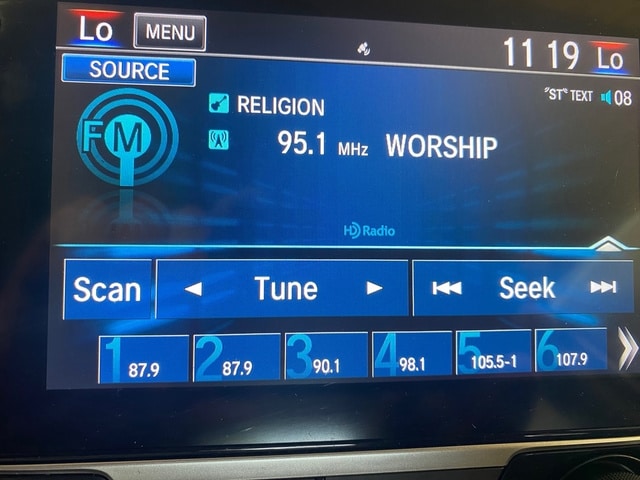 Lo MENU 11 19 Lo
SOURCE
"ST" TEXT 08
FM RELIGION
95.1 MHz WORSHIP
HD Radio
Scan Tune Seek
1 87.9 2 87.9 3 90.1 4 98.1 5 105.5-1 6 107.9